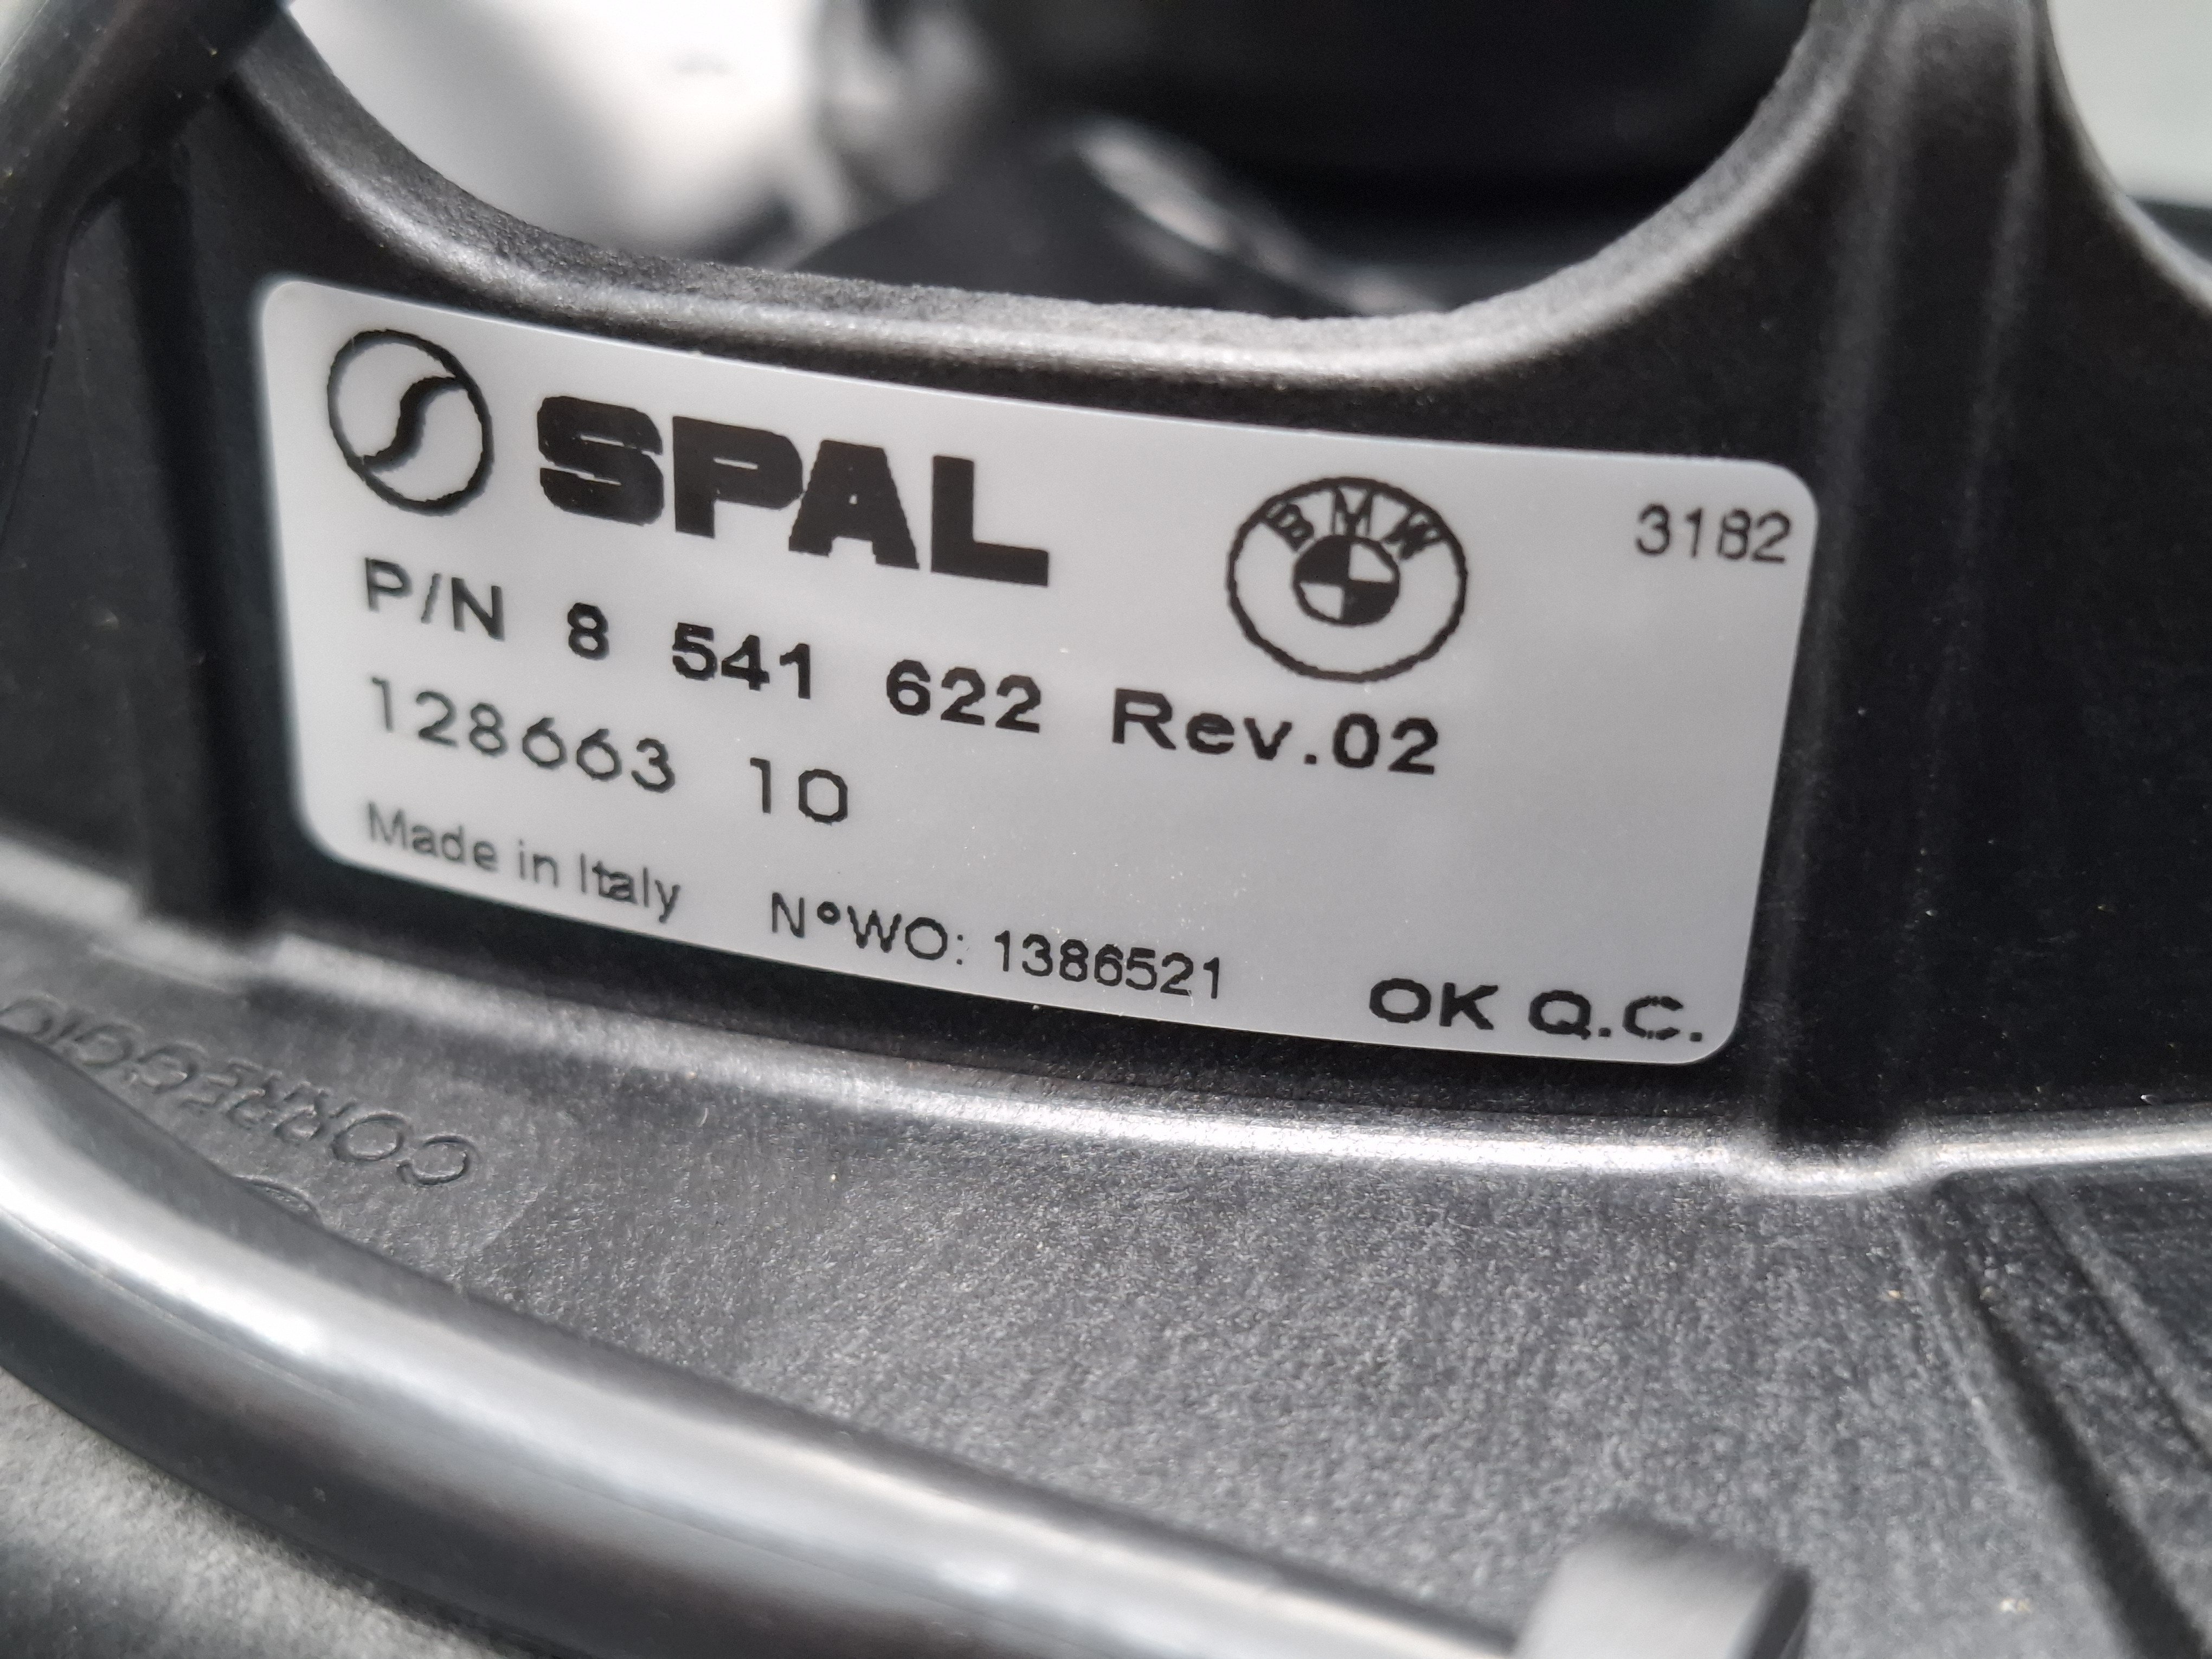 SPAL BMW 3182
P/N 8 541 622 Rev.02
128663 10
Made in Italy N°WO: 1386521 OK Q.C.
CORREGGIO